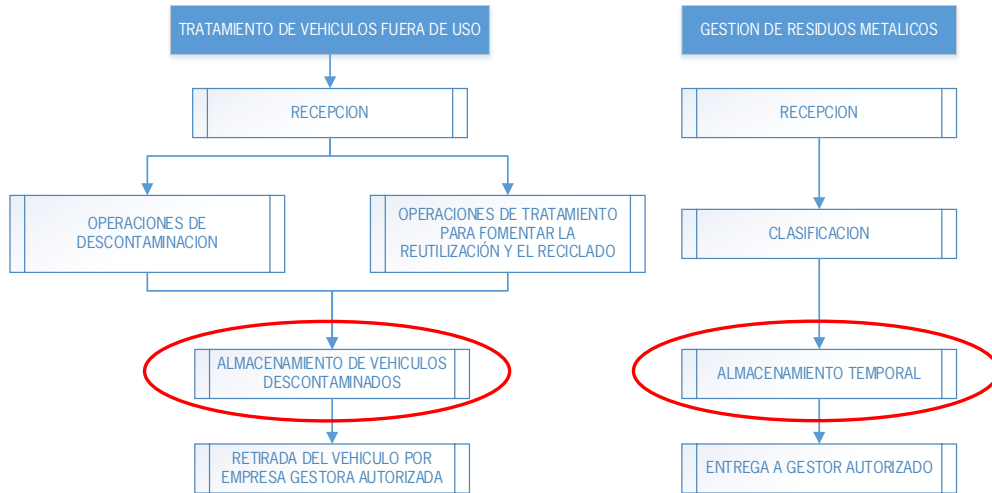 TRATAMIENTO DE VEHICULOS FUERA DE USO
RECEPCION
OPERACIONES DE
DESCONTAMINACION
OPERACIONES DE TRATAMIENTO
PARA FOMENTAR LA
REUTILIZACIÓN Y EL RECICLADO
ALMACENAMIENTO DE VEHICULOS
DESCONTAMINADOS
RETIRADA DEL VEHICULO POR
EMPRESA GESTORA AUTORIZADA
GESTION DE RESIDUOS METALICOS
RECEPCION
CLASIFICACION
ALMACENAMIENTO TEMPORAL
ENTREGA A GESTOR AUTORIZADO